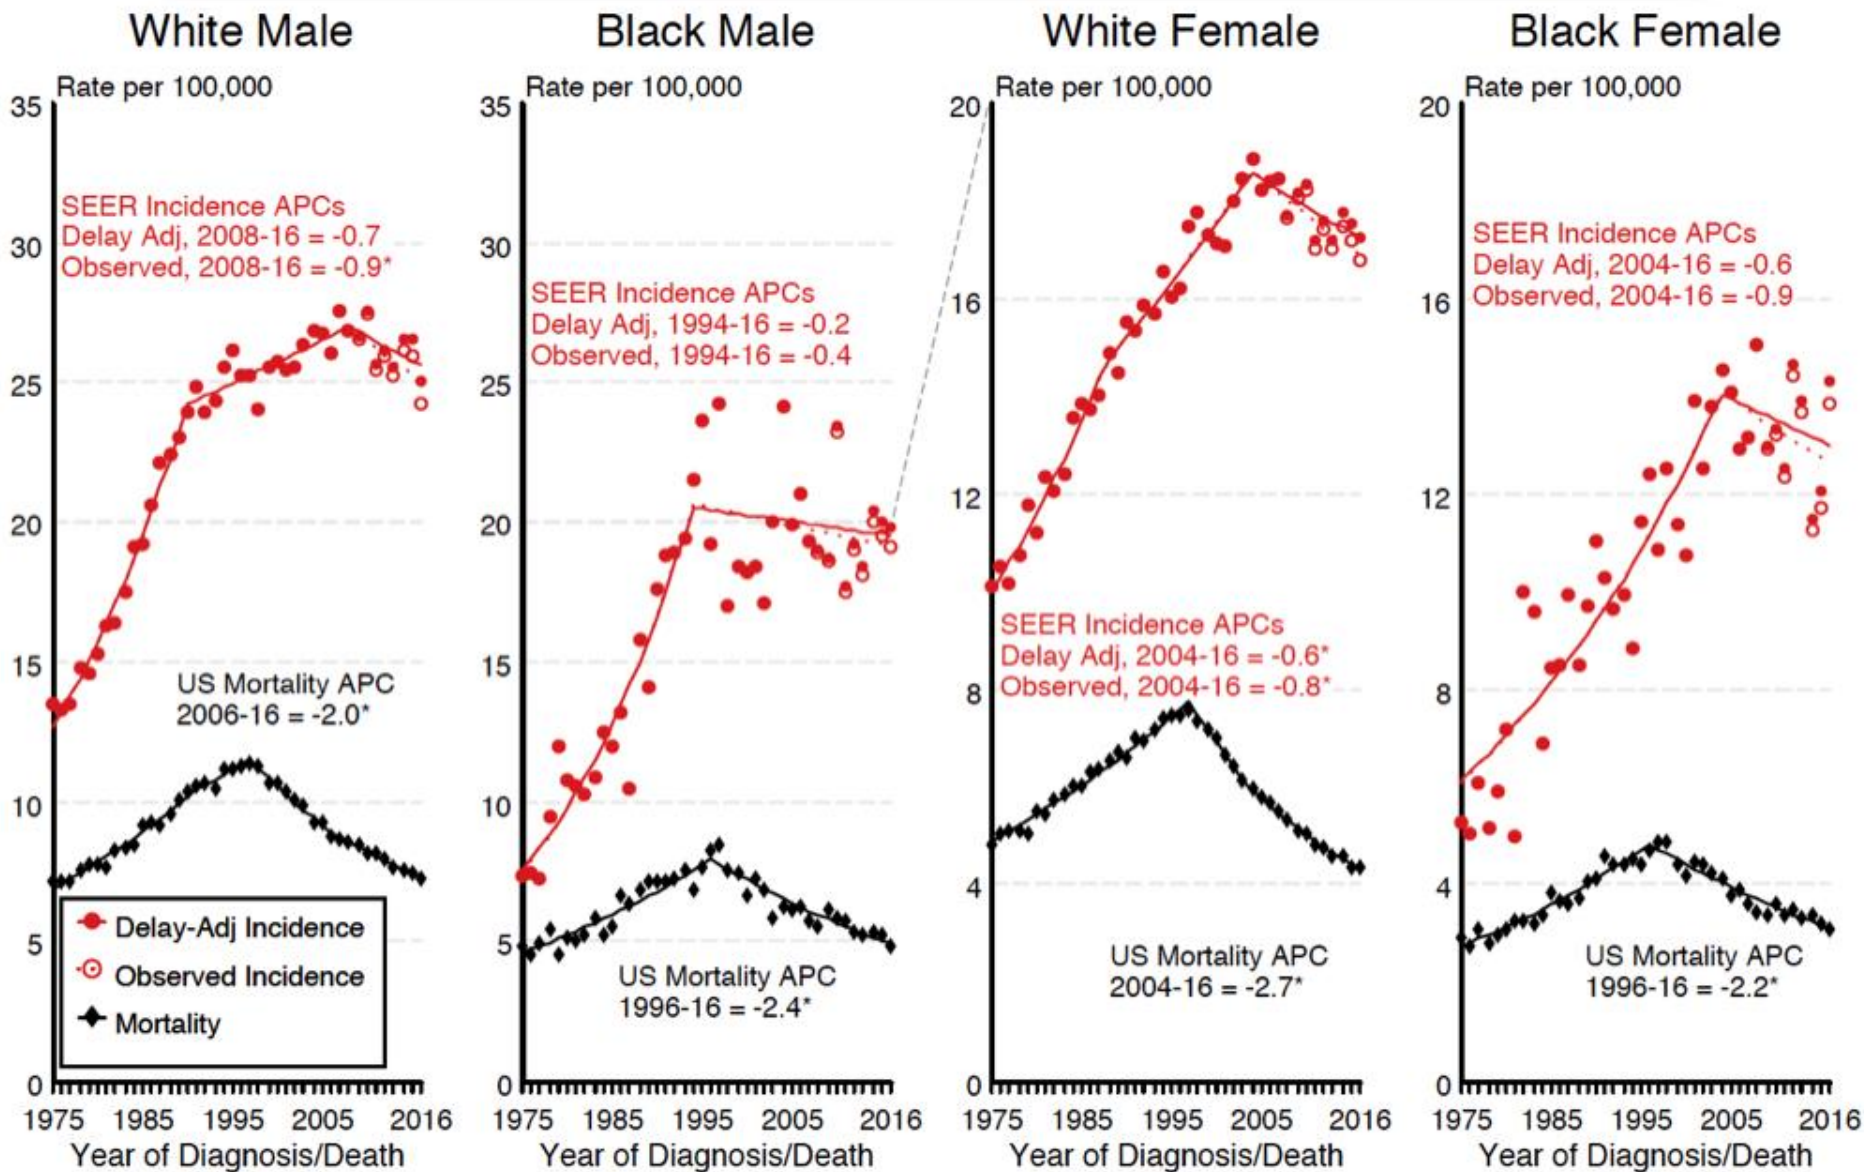 White Male
Rate per 100,000
35
30
25
20
15
10
5
0
SEER Incidence APCs
Delay Adj, 2008-16 = -0.7
Observed, 2008-16 = -0.9*
US Mortality APC
2006-16 = -2.0*
Delay-Adj Incidence
Observed Incidence
Mortality
1975 1985 1995 2005 2016
Year of Diagnosis/Death
Black Male
Rate per 100,000
35
30
25
20
15
10
5
0
SEER Incidence APCs
Delay Adj, 1994-16 = -0.2
Observed, 1994-16 = -0.4
US Mortality APC
1996-16 = -2.4*
1975 1985 1995 2005 2016
Year of Diagnosis/Death
White Female
Rate per 100,000
20
16
12
8
4
0
SEER Incidence APCs
Delay Adj, 2004-16 = -0.6*
Observed, 2004-16 = -0.8*
US Mortality APC
2004-16 = -2.7*
1975 1985 1995 2005 2016
Year of Diagnosis/Death
Black Female
Rate per 100,000
20
16
12
8
4
0
SEER Incidence APCs
Delay Adj, 2004-16 = -0.6
Observed, 2004-16 = -0.9
US Mortality APC
1996-16 = -2.2*
1975 1985 1995 2005 2016
Year of Diagnosis/Death